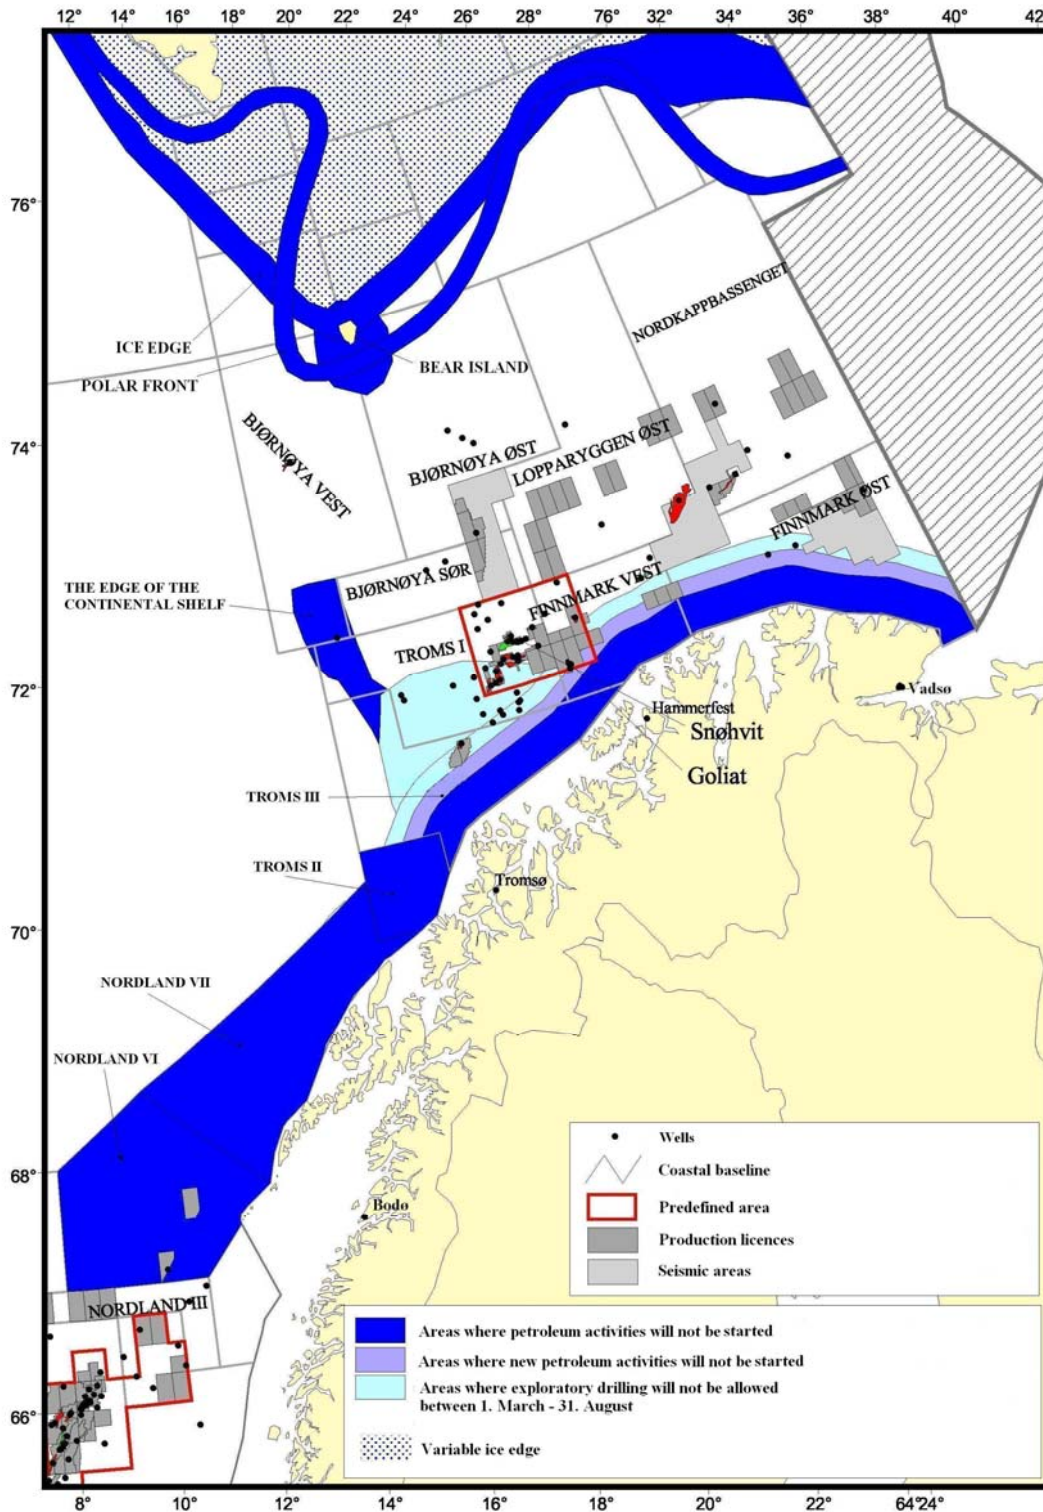 12° 14° 16° 18° 20° 22° 24° 26° 28° 76° 32° 34° 36° 38° 40° 42°
76°
NORDKAPPBASSENGET
ICE EDGE
BEAR ISLAND
POLAR FRONT
74°
BJØRNØYA VEST
BJØRNØYA ØST
LOPPARYGGEN ØST
FINNMARK ØST
BJØRNØYA SØR
FINNMARK VEST
THE EDGE OF THE
CONTINENTAL SHELF
TROMS I
72°
Vadsø
Hammerfest
Snøhvit
Goliat
TROMS III
TROMS II
Tromsø
70°
NORDLAND VII
NORDLAND VI
68°
Bodø
Wells
Coastal baseline
Predefined area
Production licences
Seismic areas
NORDLAND III
Areas where petroleum activities will not be started
Areas where new petroleum activities will not be started
Areas where exploratory drilling will not be allowed
between 1. March - 31. August
66°
Variable ice edge
8° 10° 12° 14° 16° 18° 20° 22° 64°24°